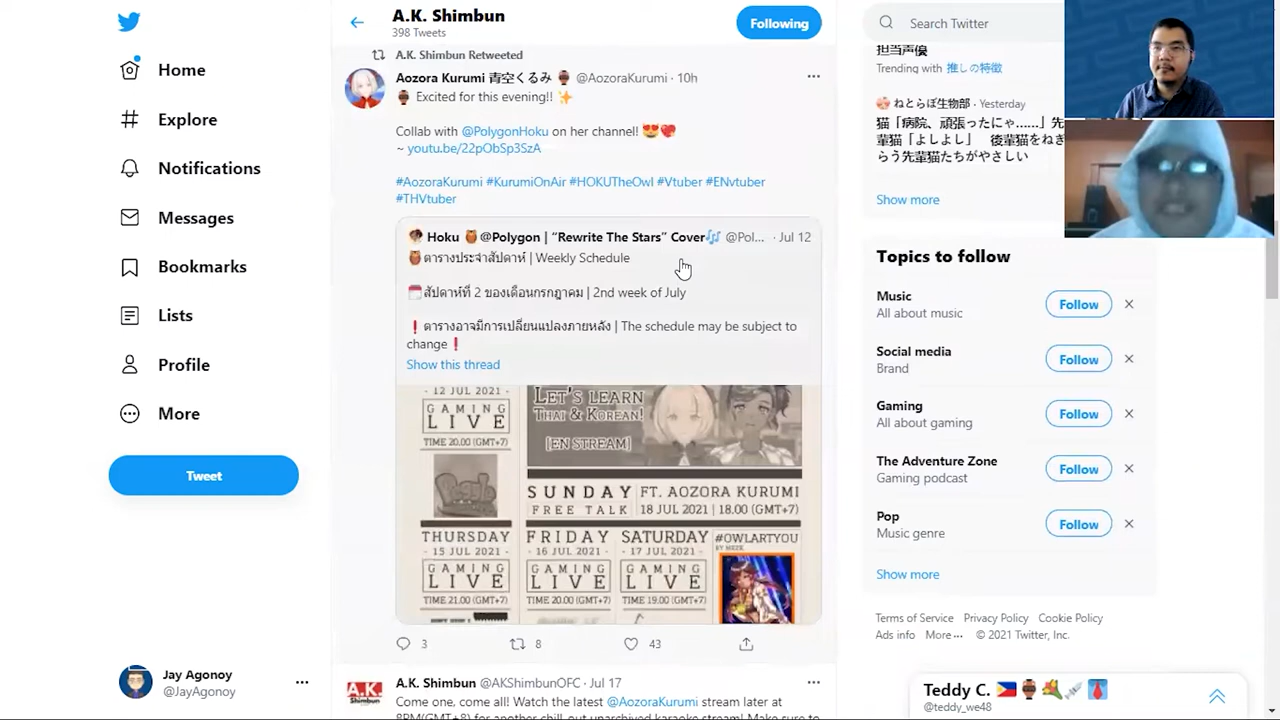 Home
Explore
Notifications
Messages
Bookmarks
Lists
Profile
More
Tweet
Jay Agonoy
@JayAgonoy
A.K. Shimbun
398 Tweets
Following
A.K. Shimbun Retweeted
Aozora Kurumi 青空くるみ @AozoraKurumi · 10h
Excited for this evening!!
Collab with @PolygonHoku on her channel!
~ youtu.be/22pObSp3SzA
#AozoraKurumi #KurumiOnAir #HOKUTheOwl #Vtuber #ENvtuber
#THVtuber
Hoku @Polygon | “Rewrite The Stars” Cover @Pol... · Jul 12
ตารางประจำสัปดาห์ | Weekly Schedule
สัปดาห์ที่ 2 ของเดือนกรกฎาคม | 2nd week of July
ตารางอาจมีการเปลี่ยนแปลงภายหลัง | The schedule may be subject to
change
Show this thread
- 12 JUL 2021 -
GAMING
LIVE
TIME 20.00 (GMT+7)
LET'S LEARN
THAI & KOREAN!
[EN STREAM]
SUNDAY
FREE TALK
FT. AOZORA KURUMI
18 JUL 2021 | 18.00 (GMT+7)
THURSDAY
- 15 JUL 2021 -
GAMING
LIVE
TIME 21.00 (GMT+7)
FRIDAY
- 16 JUL 2021 -
GAMING
LIVE
TIME 20.00 (GMT+7)
SATURDAY
- 17 JUL 2021 -
GAMING
LIVE
TIME 19.00 (GMT+7)
#OWLARTYOU
3
8
43
A.K. Shimbun @AKShimbunOFC · Jul 17
Come one, come all! Watch the latest @AozoraKurumi stream later at
8PM(GMT+8) for another chill-out unarchived karaoke stream! Make sure to
Search Twitter
担当声優
Trending with 推しの特徴
ねとらぼ生物部 · Yesterday
猫「病院、頑張ったにゃ……」先
輩猫「よしよし」 後輩猫をねぎ
らう先輩猫たちがやさしい
Show more
Topics to follow
Music
All about music
Follow
Social media
Brand
Follow
Gaming
All about gaming
Follow
The Adventure Zone
Gaming podcast
Follow
Pop
Music genre
Follow
Show more
Terms of Service Privacy Policy Cookie Policy
Ads info More ··· © 2021 Twitter, Inc.
Teddy C.
@teddy_we48